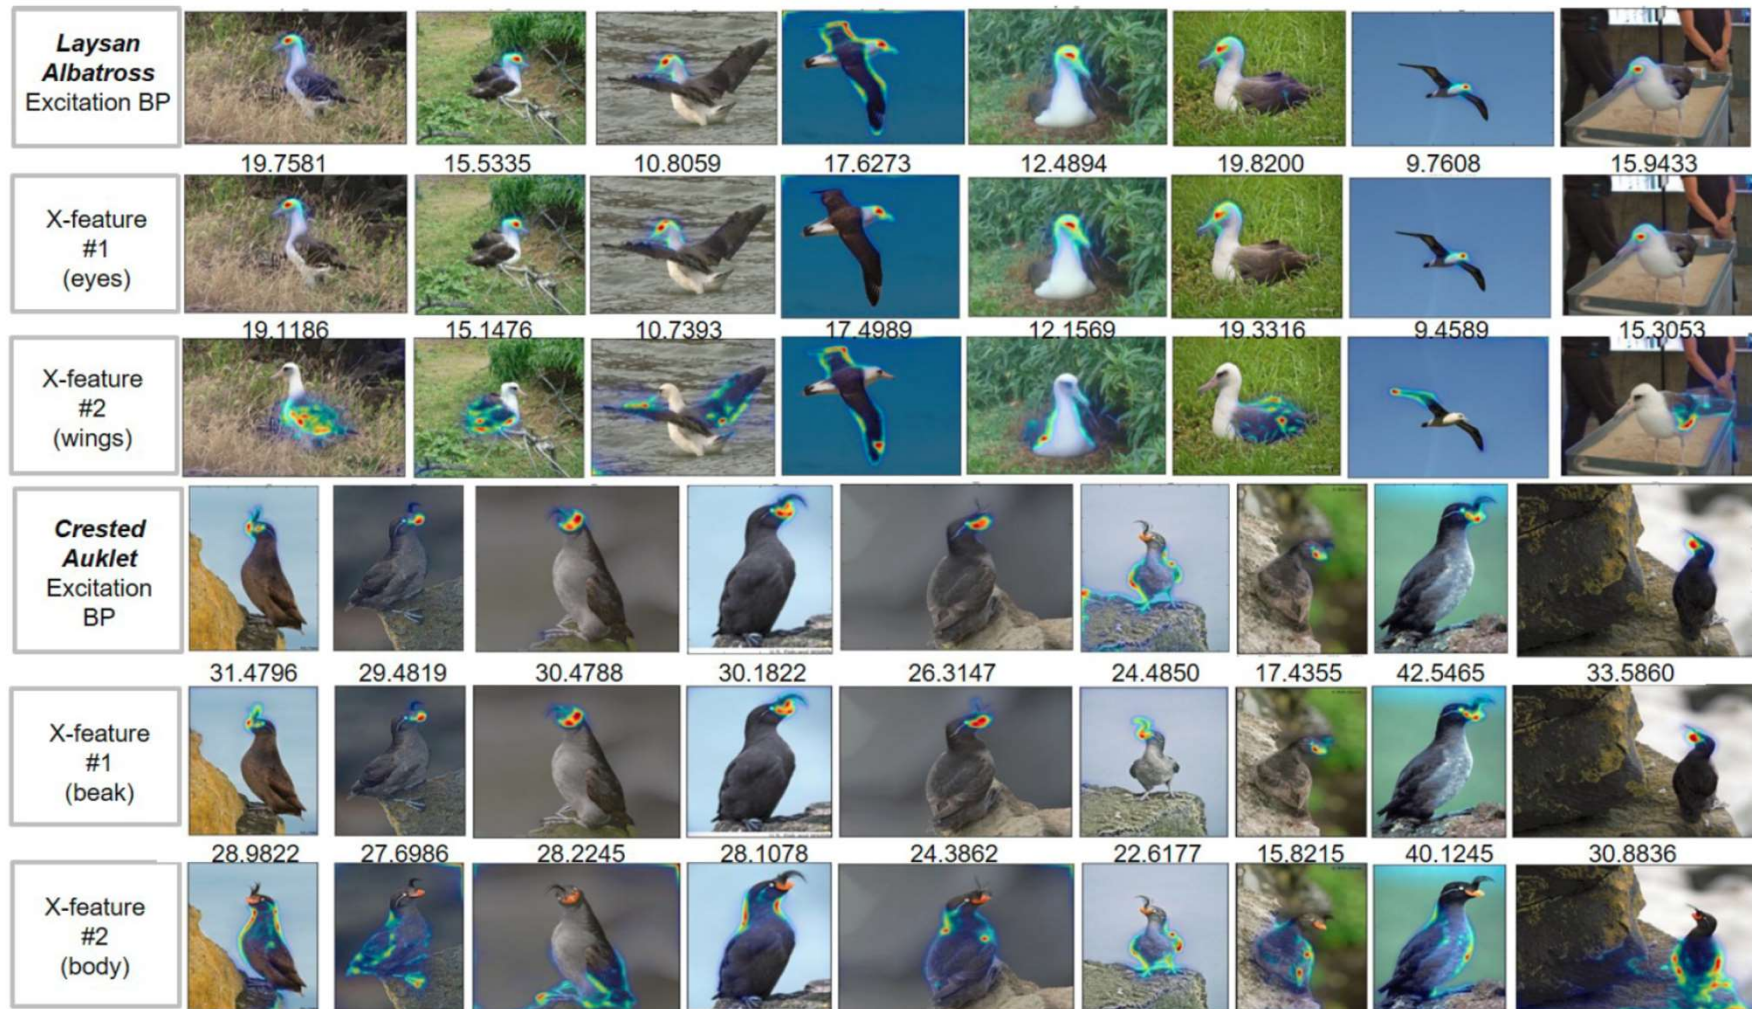 Laysan
Albatross
Excitation BP
19.7581 15.5335 10.8059 17.6273 12.4894 19.8200 9.7608 15.9433
X-feature
#1
(eyes)
19.1186 15.1476 10.7393 17.4989 12.1569 19.3316 9.4589 15.3053
X-feature
#2
(wings)
Crested
Auklet
Excitation
BP
31.4796 29.4819 30.4788 30.1822 26.3147 24.4850 17.4355 42.5465 33.5860
X-feature
#1
(beak)
28.9822 27.6986 28.2245 28.1078 24.3862 22.6177 15.8215 40.1245 30.8836
X-feature
#2
(body)